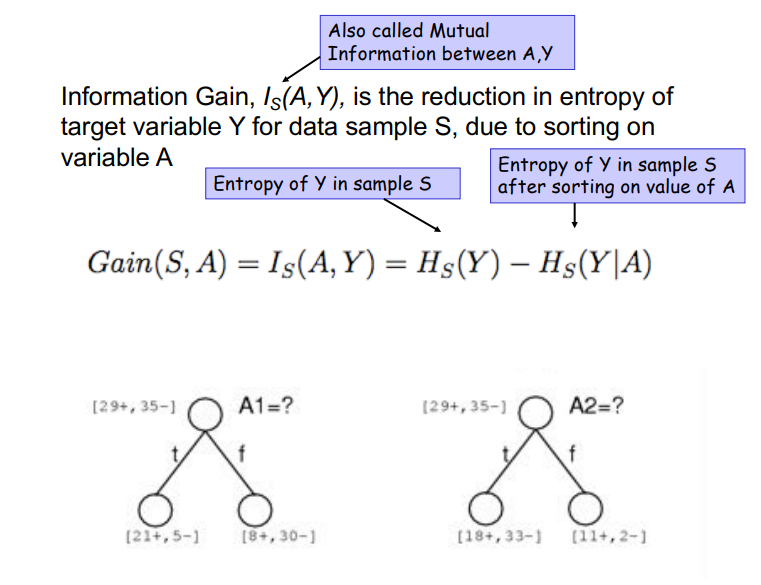 Also called Mutual
Information between A,Y
Information Gain, I_S(A,Y), is the reduction in entropy of
target variable Y for data sample S, due to sorting on
variable A
Entropy of Y in sample S
Entropy of Y in sample S
after sorting on value of A
Gain(S, A) = I_S(A, Y) = H_S(Y) − H_S(Y|A)
[29+,35-] A1=?
t f
[21+,5-] [8+,30-]
[29+,35-] A2=?
t f
[18+,33-] [11+,2-]